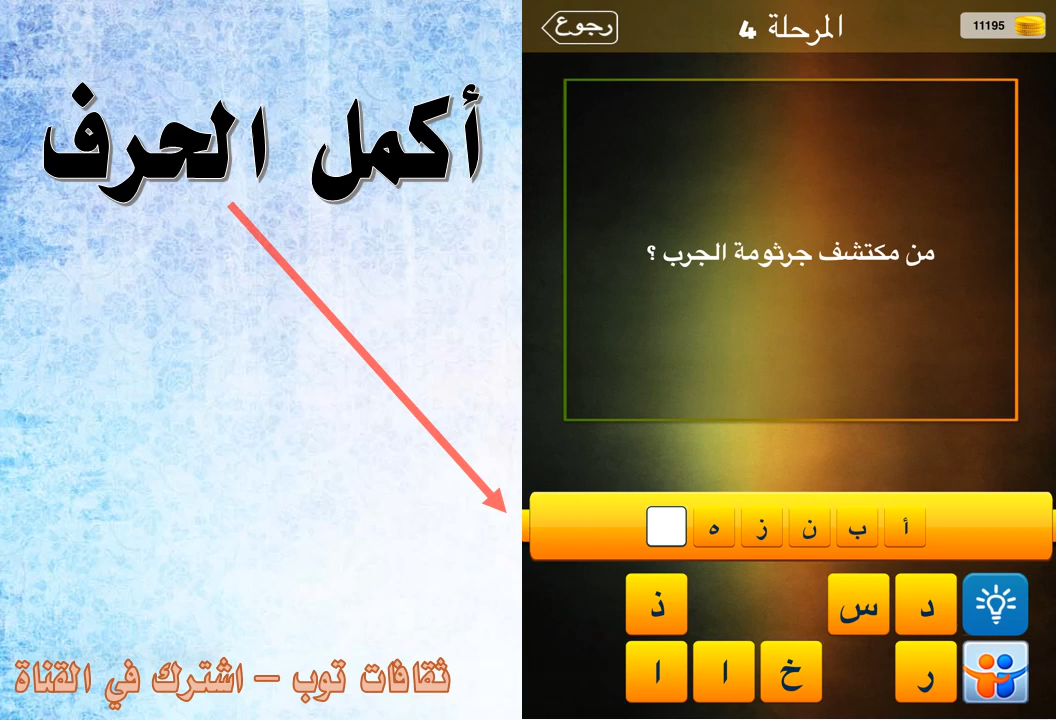 أكمل الحرف
ثقافات توب – اشترك في القناة
رجوع
المرحلة 4
11195
من مكتشف جرثومة الجرب ؟
أ ب ن ز ه
د س ذ
ر خ ا ا